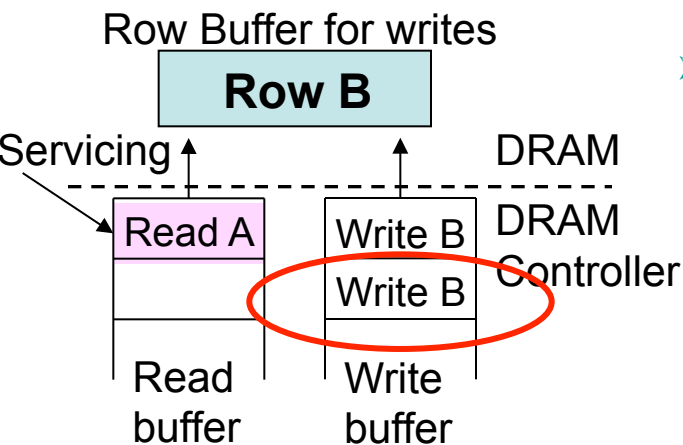 Row Buffer for writes
Row B
Servicing
DRAM
Read A
Write B
DRAM
Controller
Write B
Read
buffer
Write
buffer